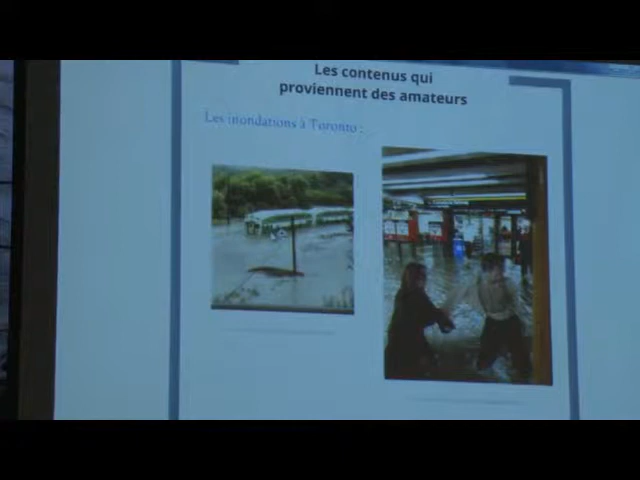 Les contenus qui
proviennent des amateurs
Les inondations à Toronto :